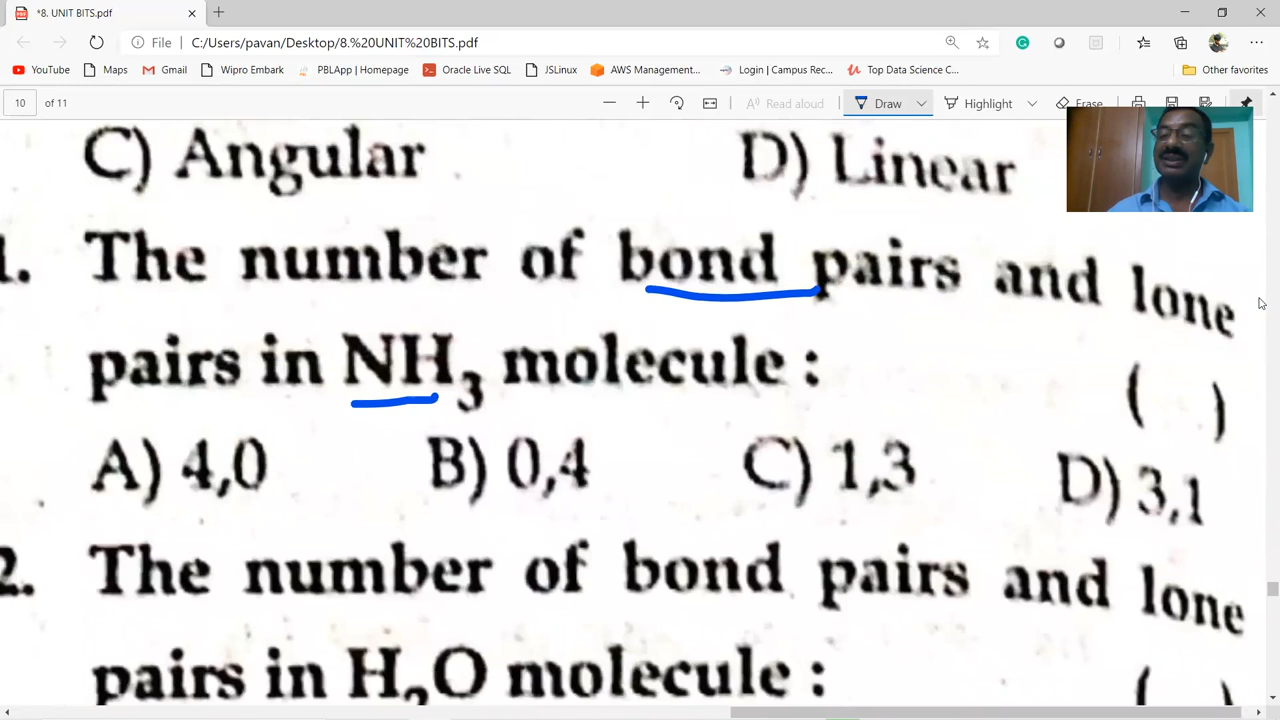 *8. UNIT BITS.pdf
File C:/Users/pavan/Desktop/8.%20UNIT%20BITS.pdf
YouTube Maps Gmail Wipro Embark PBLApp | Homepage Oracle Live SQL JSLinux AWS Management... Login | Campus Rec... Top Data Science C... Other favorites
10 of 11 Read aloud Draw Highlight Erase
C) Angular D) Linear
1. The number of bond pairs and lone
pairs in NH₃ molecule : ( )
A) 4,0 B) 0,4 C) 1,3 D) 3,1
2. The number of bond pairs and lone
pairs in H₂O molecule : ( )